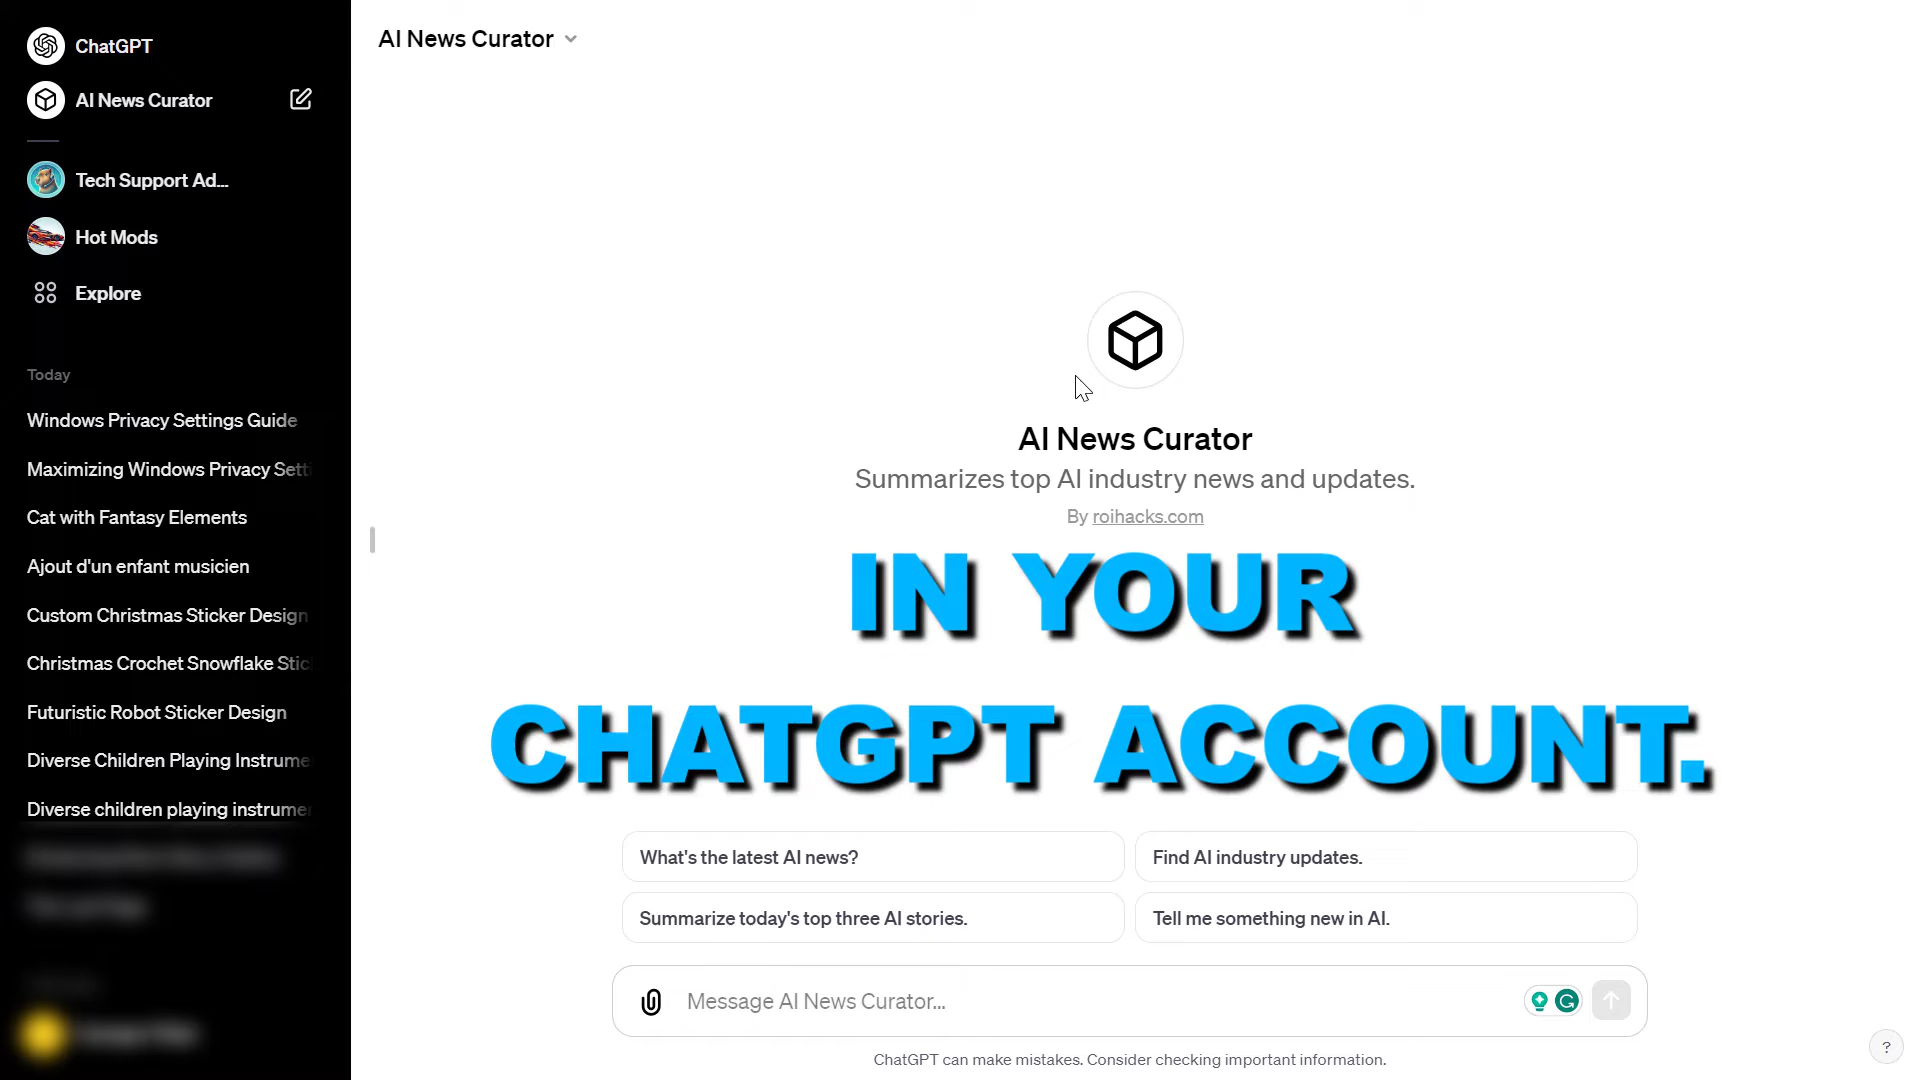 ChatGPT
AI News Curator
Tech Support Ad...
Hot Mods
Explore
Today
Windows Privacy Settings Guide
Maximizing Windows Privacy Setti
Cat with Fantasy Elements
Ajout d'un enfant musicien
Custom Christmas Sticker Design
Christmas Crochet Snowflake Stic
Futuristic Robot Sticker Design
Diverse Children Playing Instrume
Diverse children playing instrumen
AI News Curator
AI News Curator
Summarizes top AI industry news and updates.
By roihacks.com
IN YOUR
CHATGPT ACCOUNT.
What's the latest AI news?
Find AI industry updates.
Summarize today's top three AI stories.
Tell me something new in AI.
Message AI News Curator...
ChatGPT can make mistakes. Consider checking important information.
?